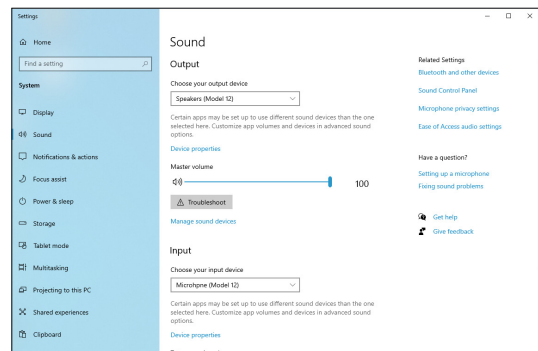 Settings
Home
Find a setting
System
Display
Sound
Notifications & actions
Focus assist
Power & sleep
Storage
Tablet mode
Multitasking
Projecting to this PC
Shared experiences
Clipboard
Sound
Output
Choose your output device
Speakers (Model 12)
Certain apps may be set up to use different sound devices than the one
selected here. Customize app volumes and devices in advanced sound
options.
Device properties
Master volume
100
Troubleshoot
Manage sound devices
Input
Choose your input device
Microhpne (Model 12)
Certain apps may be set up to use different sound devices than the one
selected here. Customize app volumes and devices in advanced sound
options.
Device properties
Related Settings
Bluetooth and other devices
Sound Control Panel
Microphone privacy settings
Ease of Access audio settings
Have a question?
Setting up a microphone
Fixing sound problems
Get help
Give feedback